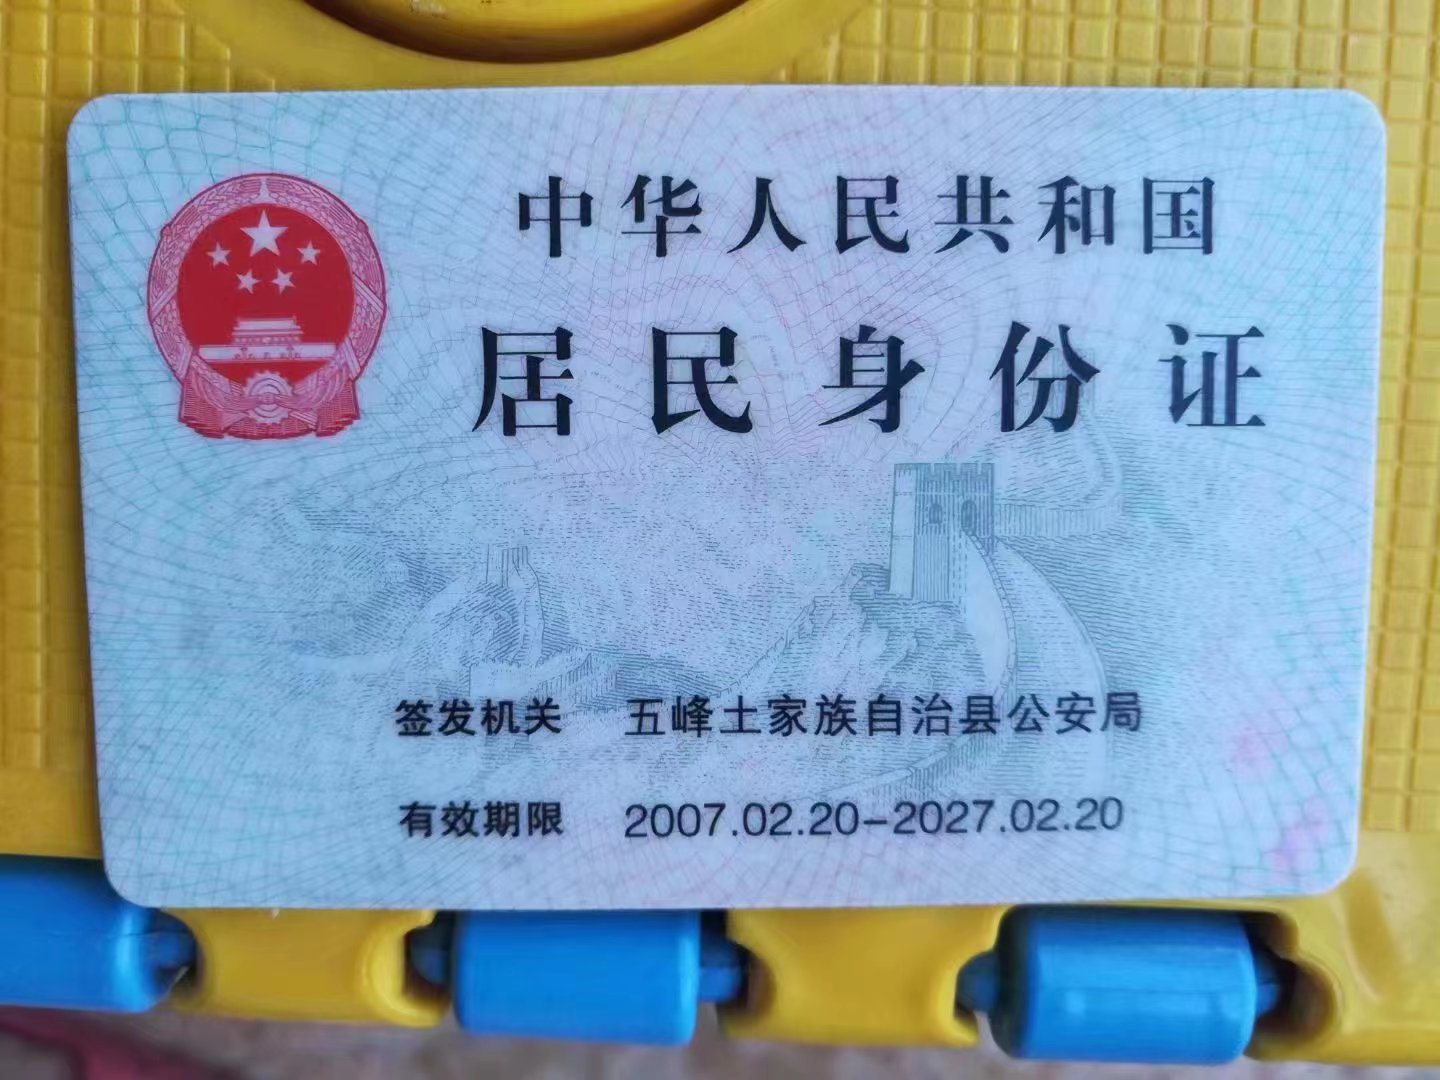 中华人民共和国
居民身份证
签发机关 五峰土家族自治县公安局
有效期限 2007.02.20-2027.02.20